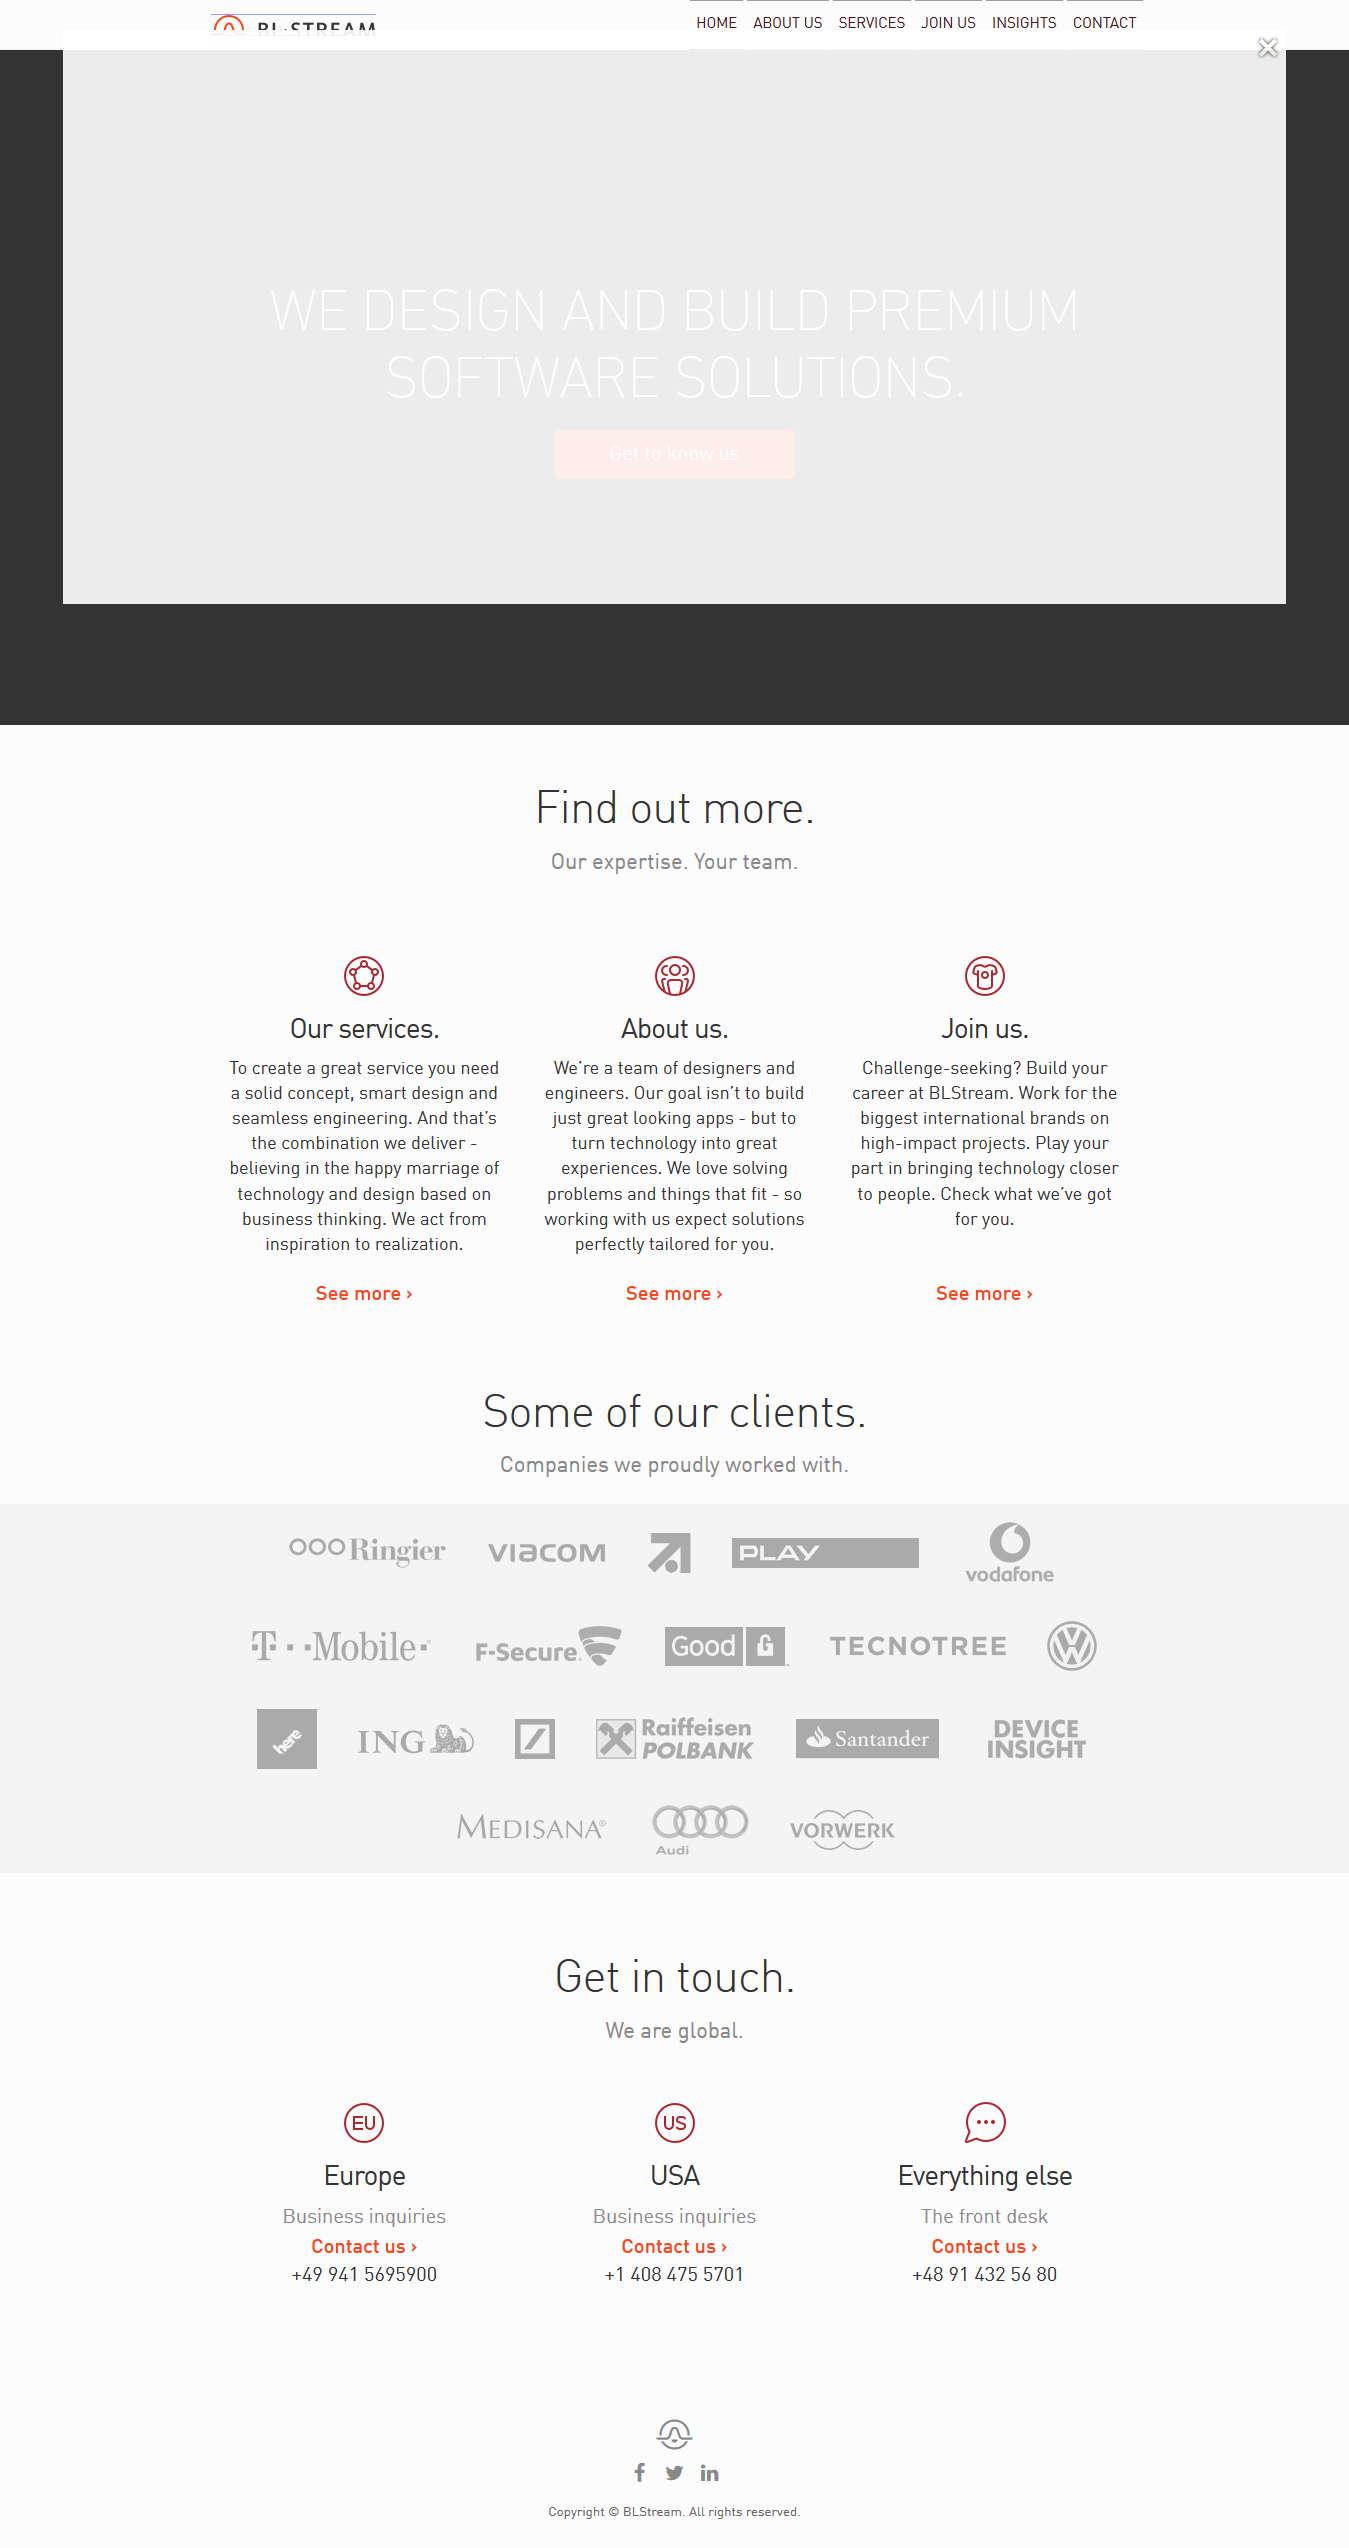 BL·STREAM
HOME ABOUT US SERVICES JOIN US INSIGHTS CONTACT
WE DESIGN AND BUILD PREMIUM
SOFTWARE SOLUTIONS.
Get to know us
Find out more.
Our expertise. Your team.
Our services.
To create a great service you need
a solid concept, smart design and
seamless engineering. And that's
the combination we deliver -
believing in the happy marriage of
technology and design based on
business thinking. We act from
inspiration to realization.
See more ›
About us.
We're a team of designers and
engineers. Our goal isn't to build
just great looking apps - but to
turn technology into great
experiences. We love solving
problems and things that fit - so
working with us expect solutions
perfectly tailored for you.
See more ›
Join us.
Challenge-seeking? Build your
career at BLStream. Work for the
biggest international brands on
high-impact projects. Play your
part in bringing technology closer
to people. Check what we've got
for you.
See more ›
Some of our clients.
Companies we proudly worked with.
Ringier VIACOM PLAY vodafone
T··Mobile· F-Secure. Good G TECNOTREE VW
here ING Raiffeisen POLBANK Santander DEVICE INSIGHT
MEDISANA® Audi VORWERK
Get in touch.
We are global.
EU
Europe
Business inquiries
Contact us ›
+49 941 5695900
US
USA
Business inquiries
Contact us ›
+1 408 475 5701
Everything else
The front desk
Contact us ›
+48 91 432 56 80
f in
Copyright © BLStream. All rights reserved.